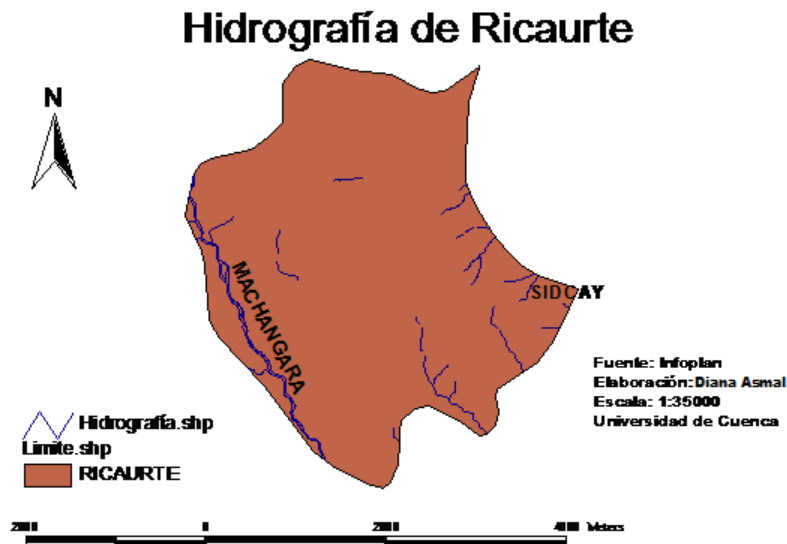 Hidrografía de Ricaurte
N
MACHANGARA
SIDCAY
Fuente: Infoplan
Elaboración: Diana Asmal
Escala: 1:35000
Universidad de Cuenca
Hidrografía.shp
Limite.shp
RICAURTE
2000 0 2000 4000 Meters